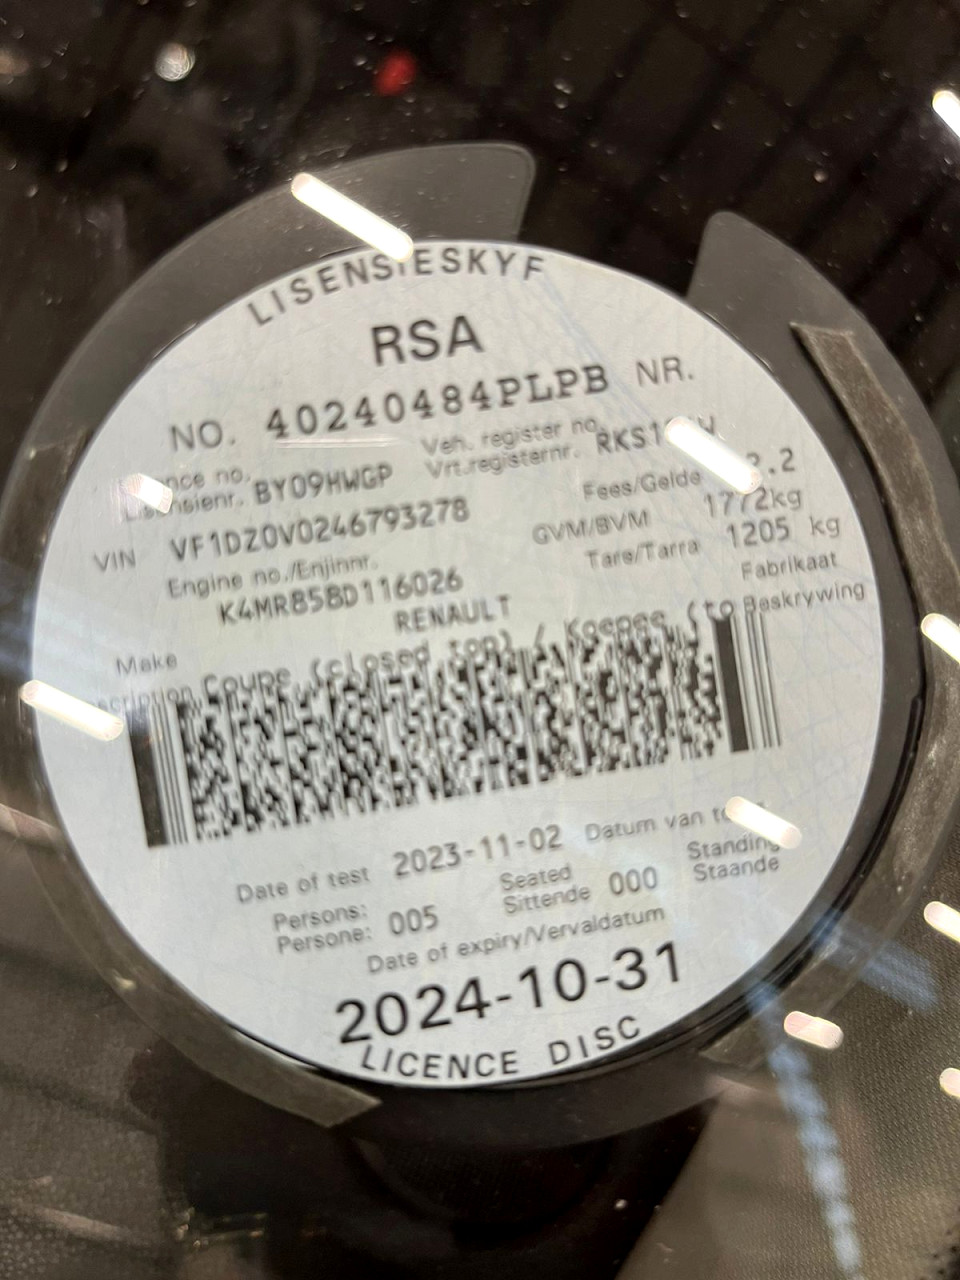 LISENSIESKYF
RSA
NO. 40240484PLPB NR.
Veh. register no.
Vrt.registernr.
BY09HWGP
Fees/Gelde
VIN VF1DZ0V0246793278
GVM/BVM 1772kg
Engine no./Enjinnr.
Tare/Tarra 1205 kg
K4MR858D116026
Fabrikaat
RENAULT
Make
Beskrywing
Coupe (closed top) / Koepee (to
Date of test 2023-11-02 Datum van
Persons: 005 Seated 000 Standing
Persone: Sittende Staande
Date of expiry/Vervaldatum
2024-10-31
LICENCE DISC